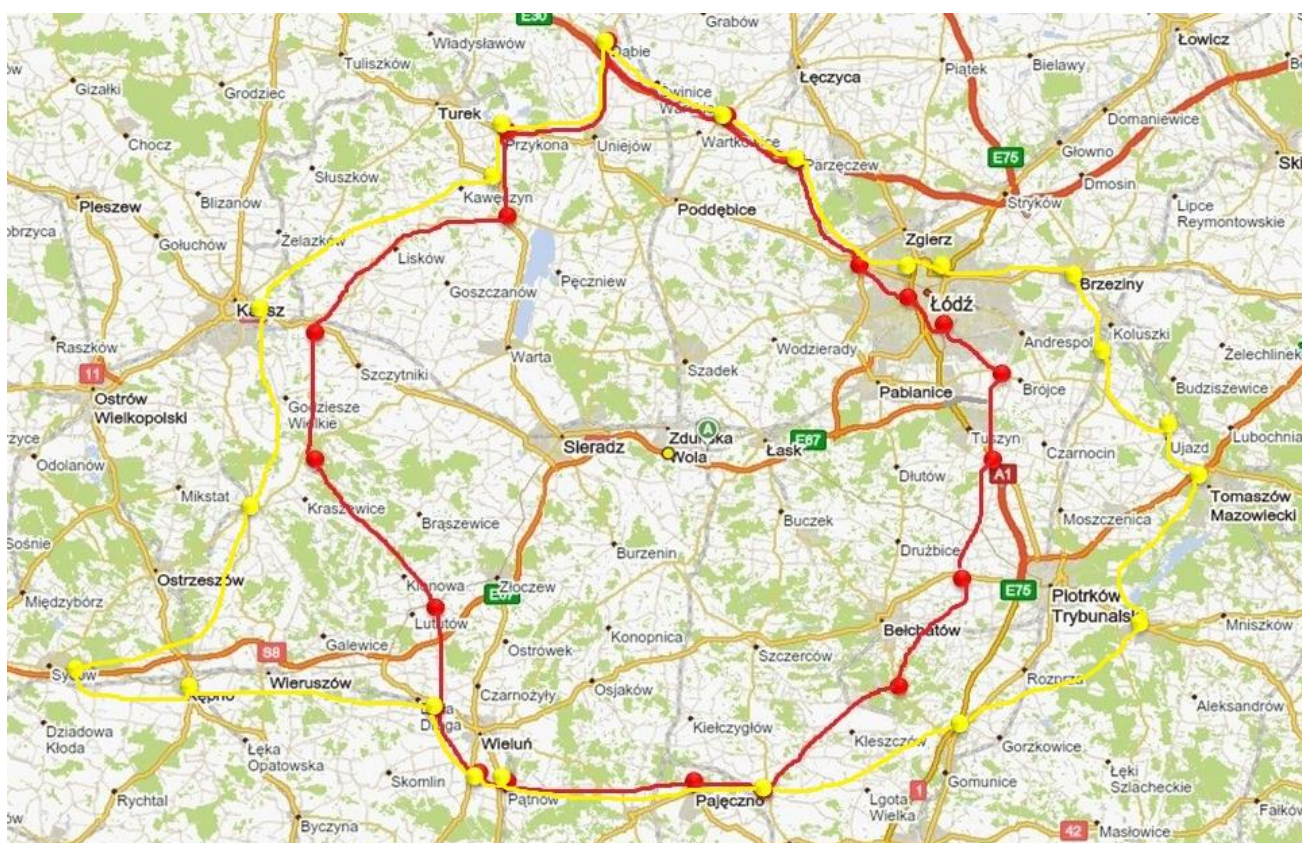 E30
Grabów
Władysławów
Łowicz
Dąbie
Tuliszków
Łęczyca
Piątek
Bielawy
Gizałki
Grodziec
Świnice
Turek
Domaniewice
Chocz
Przykona
Uniejów
Wartkowice
Głowno
Parzęczew
E75
Słuszków
Kawęczyn
Dmosin
Pleszew
Blizanów
Stryków
Lipce
Reymontowskie
Poddębice
Gołuchów
Żelazków
Zgierz
Lisków
Pęczniew
Brzeziny
Goszczanów
Kalisz
Łódź
Koluszki
Raszków
Warta
Wodzierady
Andrespol
Żelechlinek
11
Szczytniki
Szadek
Brójce
Budziszewice
Ostrów
Wielkopolski
Pabianice
Godziesze
Wielkie
A
Sieradz
Zduńska
Wola
Łask
E67
Tuszyn
Ujazd
Lubochnia
Odolanów
Czarnocin
A1
Dłutów
Mikstat
Tomaszów
Mazowiecki
Kraszewice
Brąszewice
Buczek
Moszczenica
Sośnie
Burzenin
Drużbice
Ostrzeszów
Klonowa
Złoczew
E67
E75
Piotrków
Trybunalski
Międzybórz
Lututów
Bełchatów
Konopnica
Mniszków
S8
Galewice
Ostrówek
Szczerców
Syców
Wieruszów
Czarnożyły
Osjaków
Rozprza
Kępno
Biała
Droga
Aleksandrów
Dziadowa
Kłoda
Kiełczygłów
Kleszczów
Łęka
Opatowska
Wieluń
Gorzkowice
Skomlin
Pątnów
Pajęczno
Gomunice
Łęki
Szlacheckie
Rychtal
1
Lgota
Wielka
Byczyna
42
Masłowice